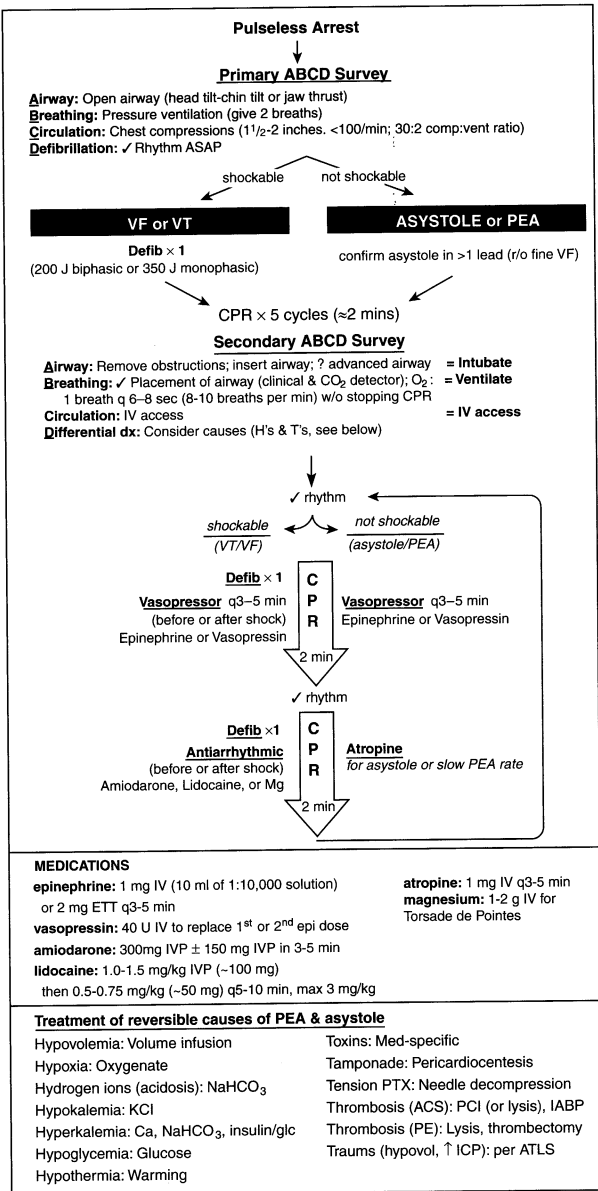 Pulseless Arrest
Primary ABCD Survey
Airway: Open airway (head tilt-chin tilt or jaw thrust)
Breathing: Pressure ventilation (give 2 breaths)
Circulation: Chest compressions (1 1/2-2 inches. <100/min; 30:2 comp:vent ratio)
Defibrillation: ✓ Rhythm ASAP
shockable
not shockable
VF or VT
ASYSTOLE or PEA
Defib × 1
(200 J biphasic or 350 J monophasic)
confirm asystole in >1 lead (r/o fine VF)
CPR × 5 cycles (≈2 mins)
Secondary ABCD Survey
Airway: Remove obstructions; insert airway; ? advanced airway = Intubate
Breathing: ✓ Placement of airway (clinical & CO₂ detector); O₂: = Ventilate
1 breath q 6–8 sec (8-10 breaths per min) w/o stopping CPR
Circulation: IV access = IV access
Differential dx: Consider causes (H's & T's, see below)
✓ rhythm
shockable
(VT/VF)
not shockable
(asystole/PEA)
Defib × 1
Vasopressor q3–5 min
(before or after shock)
Epinephrine or Vasopressin
C
P
R
2 min
Vasopressor q3–5 min
Epinephrine or Vasopressin
✓ rhythm
Defib ×1
Antiarrhythmic
(before or after shock)
Amiodarone, Lidocaine, or Mg
C
P
R
2 min
Atropine
for asystole or slow PEA rate
MEDICATIONS
epinephrine: 1 mg IV (10 ml of 1:10,000 solution)
or 2 mg ETT q3-5 min
vasopressin: 40 U IV to replace 1st or 2nd epi dose
amiodarone: 300mg IVP ± 150 mg IVP in 3-5 min
lidocaine: 1.0-1.5 mg/kg IVP (~100 mg)
then 0.5-0.75 mg/kg (~50 mg) q5-10 min, max 3 mg/kg
atropine: 1 mg IV q3-5 min
magnesium: 1-2 g IV for
Torsade de Pointes
Treatment of reversible causes of PEA & asystole
Hypovolemia: Volume infusion
Hypoxia: Oxygenate
Hydrogen ions (acidosis): NaHCO₃
Hypokalemia: KCl
Hyperkalemia: Ca, NaHCO₃, insulin/glc
Hypoglycemia: Glucose
Hypothermia: Warming
Toxins: Med-specific
Tamponade: Pericardiocentesis
Tension PTX: Needle decompression
Thrombosis (ACS): PCI (or lysis), IABP
Thrombosis (PE): Lysis, thrombectomy
Traums (hypovol, ↑ ICP): per ATLS